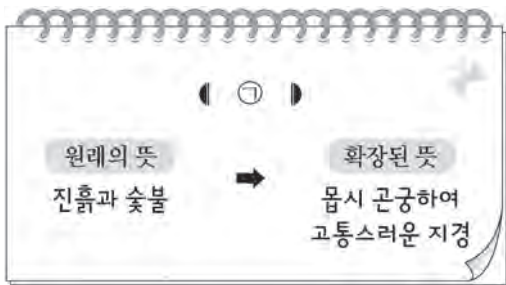 ㉠
원래의 뜻
확장된 뜻
진흙과 숯불
➡
몹시 곤궁하여
고통스러운 지경